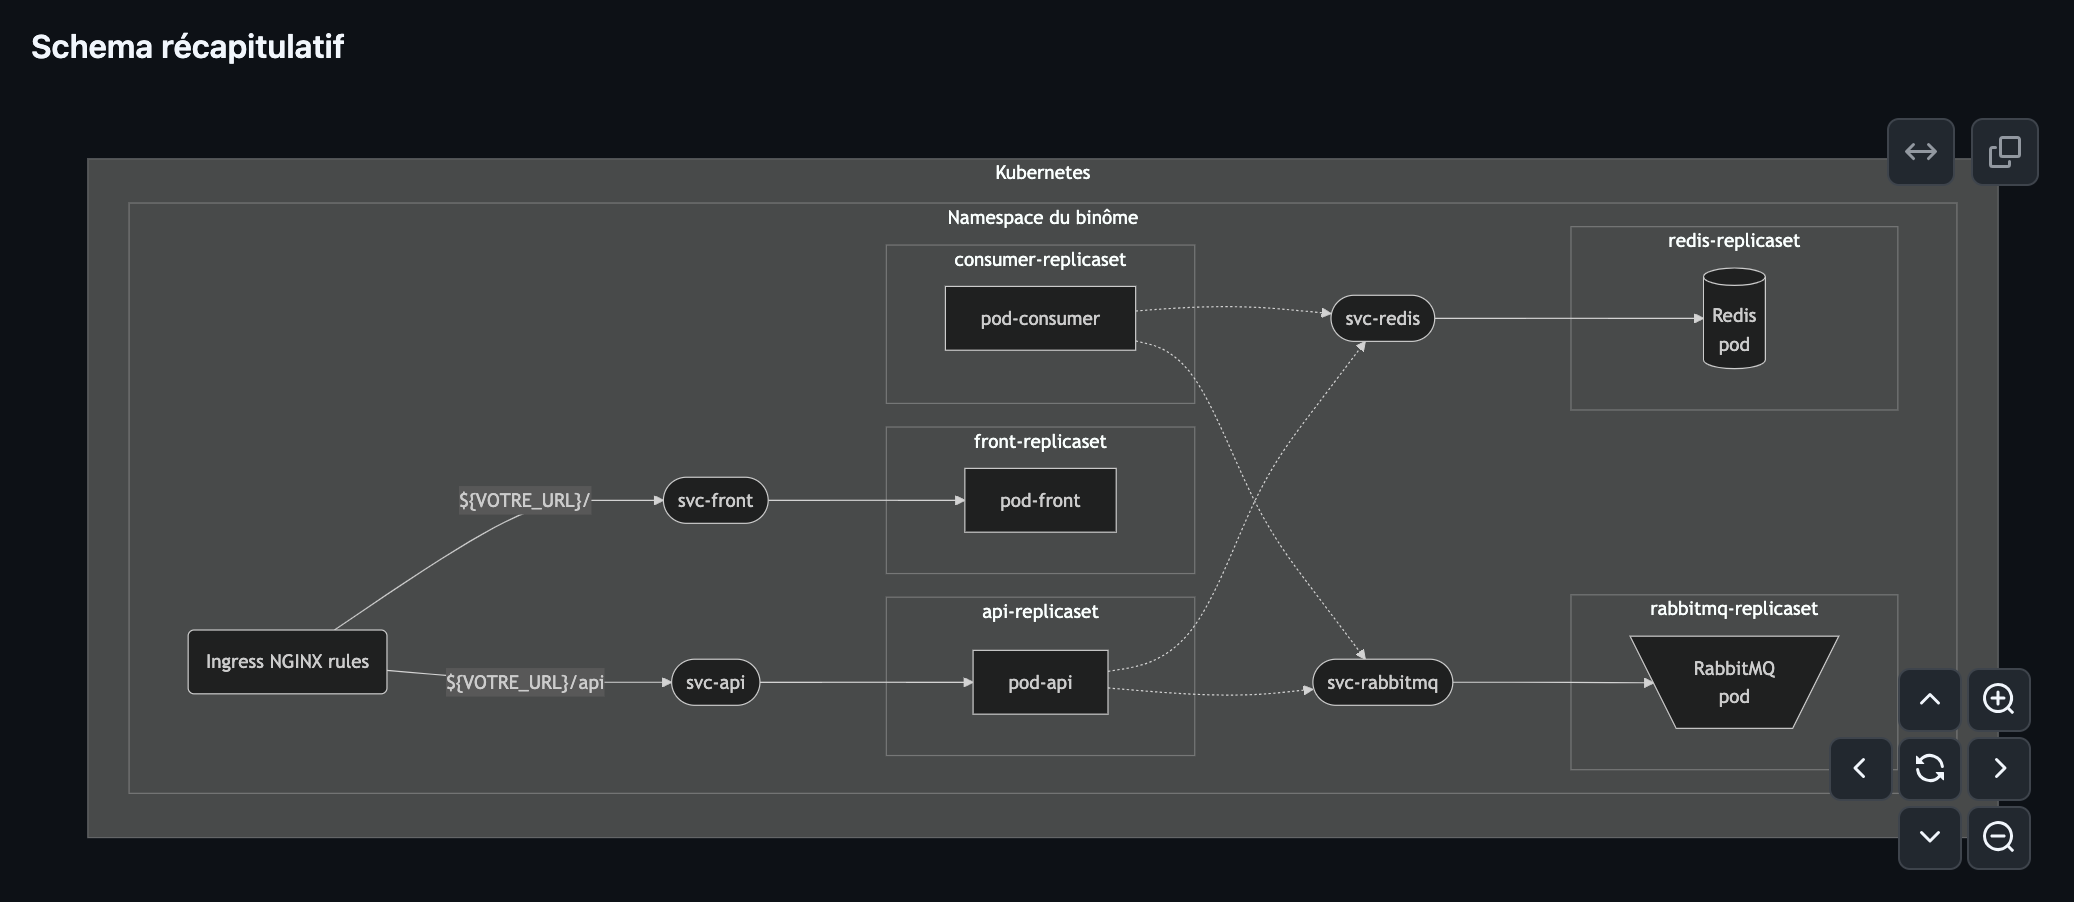 Schema récapitulatif
Kubernetes
Namespace du binôme
consumer-replicaset
pod-consumer
svc-redis
redis-replicaset
Redis
pod
front-replicaset
${VOTRE_URL}/
svc-front
pod-front
api-replicaset
Ingress NGINX rules
${VOTRE_URL}/api
svc-api
pod-api
svc-rabbitmq
rabbitmq-replicaset
RabbitMQ
pod